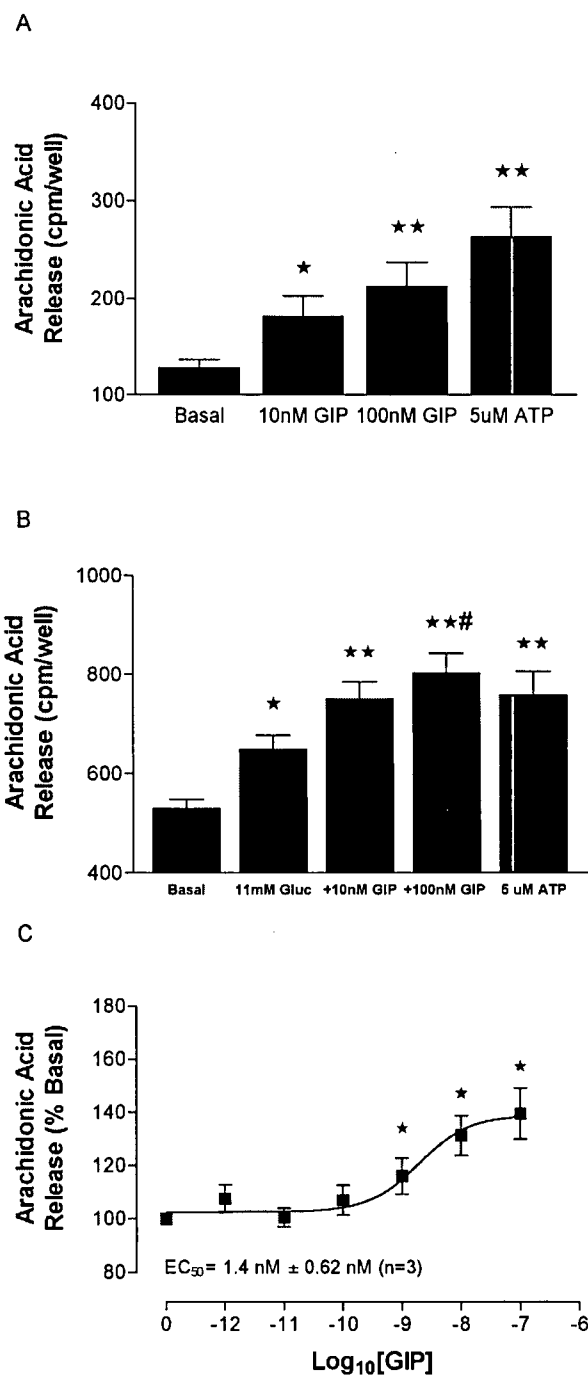 A
Arachidonic Acid
Release (cpm/well)
400
300
200
100
★
★★
★★
Basal
10nM GIP
100nM GIP
5uM ATP
B
Arachidonic Acid
Release (cpm/well)
1000
800
600
400
★
★★
★★#
★★
Basal
11mM Gluc
+10nM GIP
+100nM GIP
5 uM ATP
C
Arachidonic Acid
Release (% Basal)
180
160
140
120
100
80
★
★
★
EC₅₀= 1.4 nM ± 0.62 nM (n=3)
0
-12
-11
-10
-9
-8
-7
-6
Log₁₀[GIP]